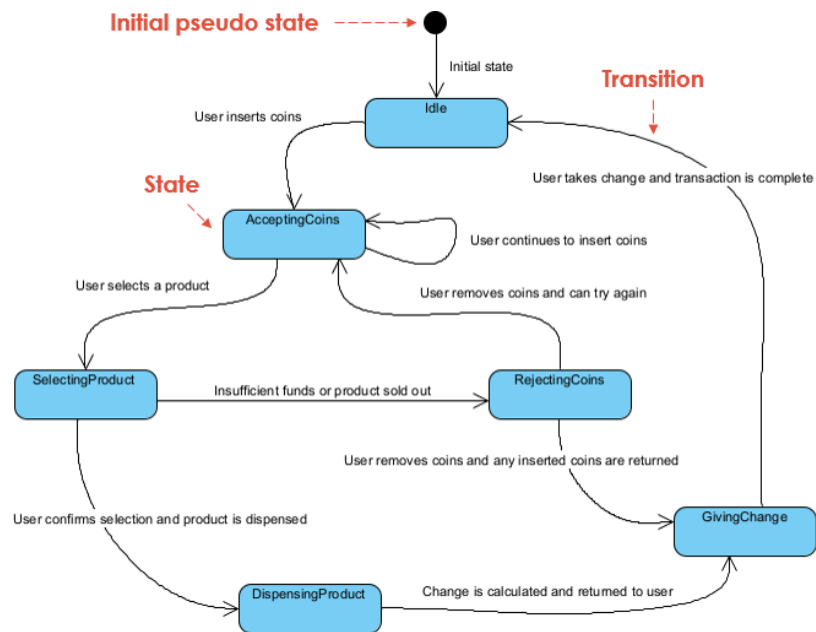 Initial pseudo state
Initial state
Transition
Idle
User inserts coins
User takes change and transaction is complete
State
AcceptingCoins
User continues to insert coins
User selects a product
User removes coins and can try again
SelectingProduct
Insufficient funds or product sold out
RejectingCoins
User removes coins and any inserted coins are returned
GivingChange
User confirms selection and product is dispensed
DispensingProduct
Change is calculated and returned to user